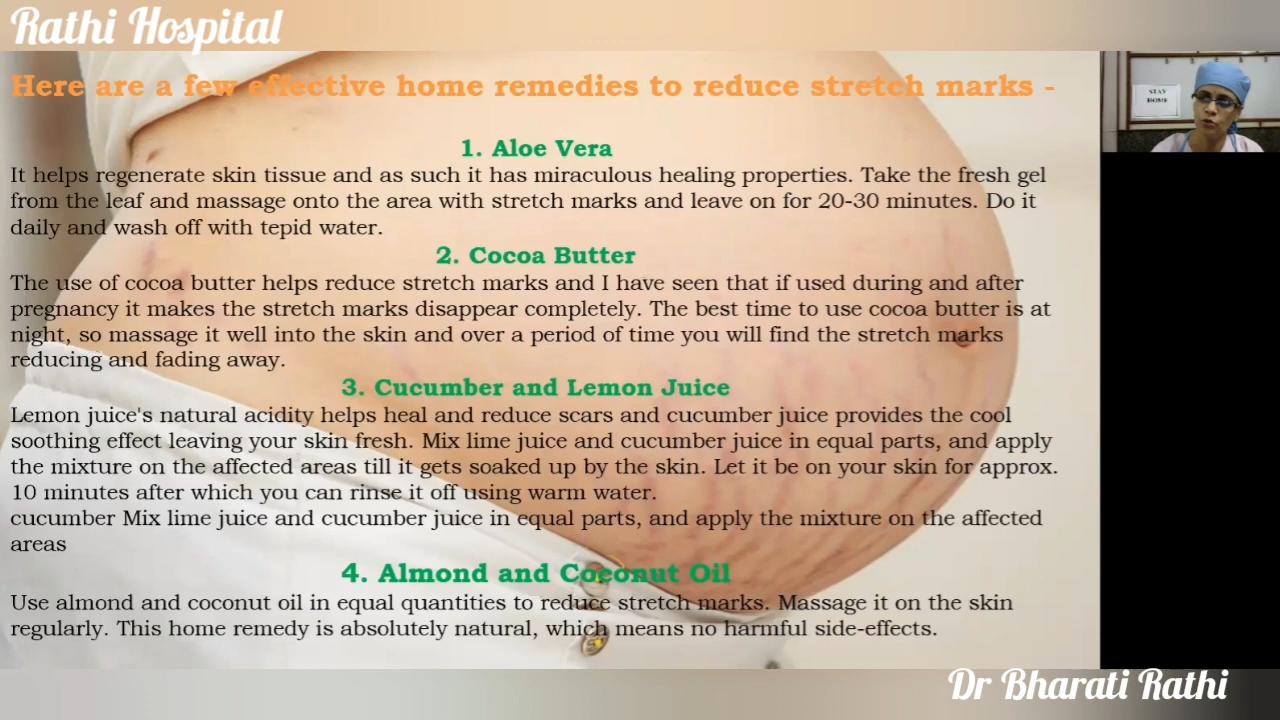 Rathi Hospital
Here are a few effective home remedies to reduce stretch marks -
STAY
HOME
1. Aloe Vera
It helps regenerate skin tissue and as such it has miraculous healing properties. Take the fresh gel
from the leaf and massage onto the area with stretch marks and leave on for 20-30 minutes. Do it
daily and wash off with tepid water.
2. Cocoa Butter
The use of cocoa butter helps reduce stretch marks and I have seen that if used during and after
pregnancy it makes the stretch marks disappear completely. The best time to use cocoa butter is at
night, so massage it well into the skin and over a period of time you will find the stretch marks
reducing and fading away.
3. Cucumber and Lemon Juice
Lemon juice's natural acidity helps heal and reduce scars and cucumber juice provides the cool
soothing effect leaving your skin fresh. Mix lime juice and cucumber juice in equal parts, and apply
the mixture on the affected areas till it gets soaked up by the skin. Let it be on your skin for approx.
10 minutes after which you can rinse it off using warm water.
cucumber Mix lime juice and cucumber juice in equal parts, and apply the mixture on the affected
areas
4. Almond and Coconut Oil
Use almond and coconut oil in equal quantities to reduce stretch marks. Massage it on the skin
regularly. This home remedy is absolutely natural, which means no harmful side-effects.
Dr Bharati Rathi